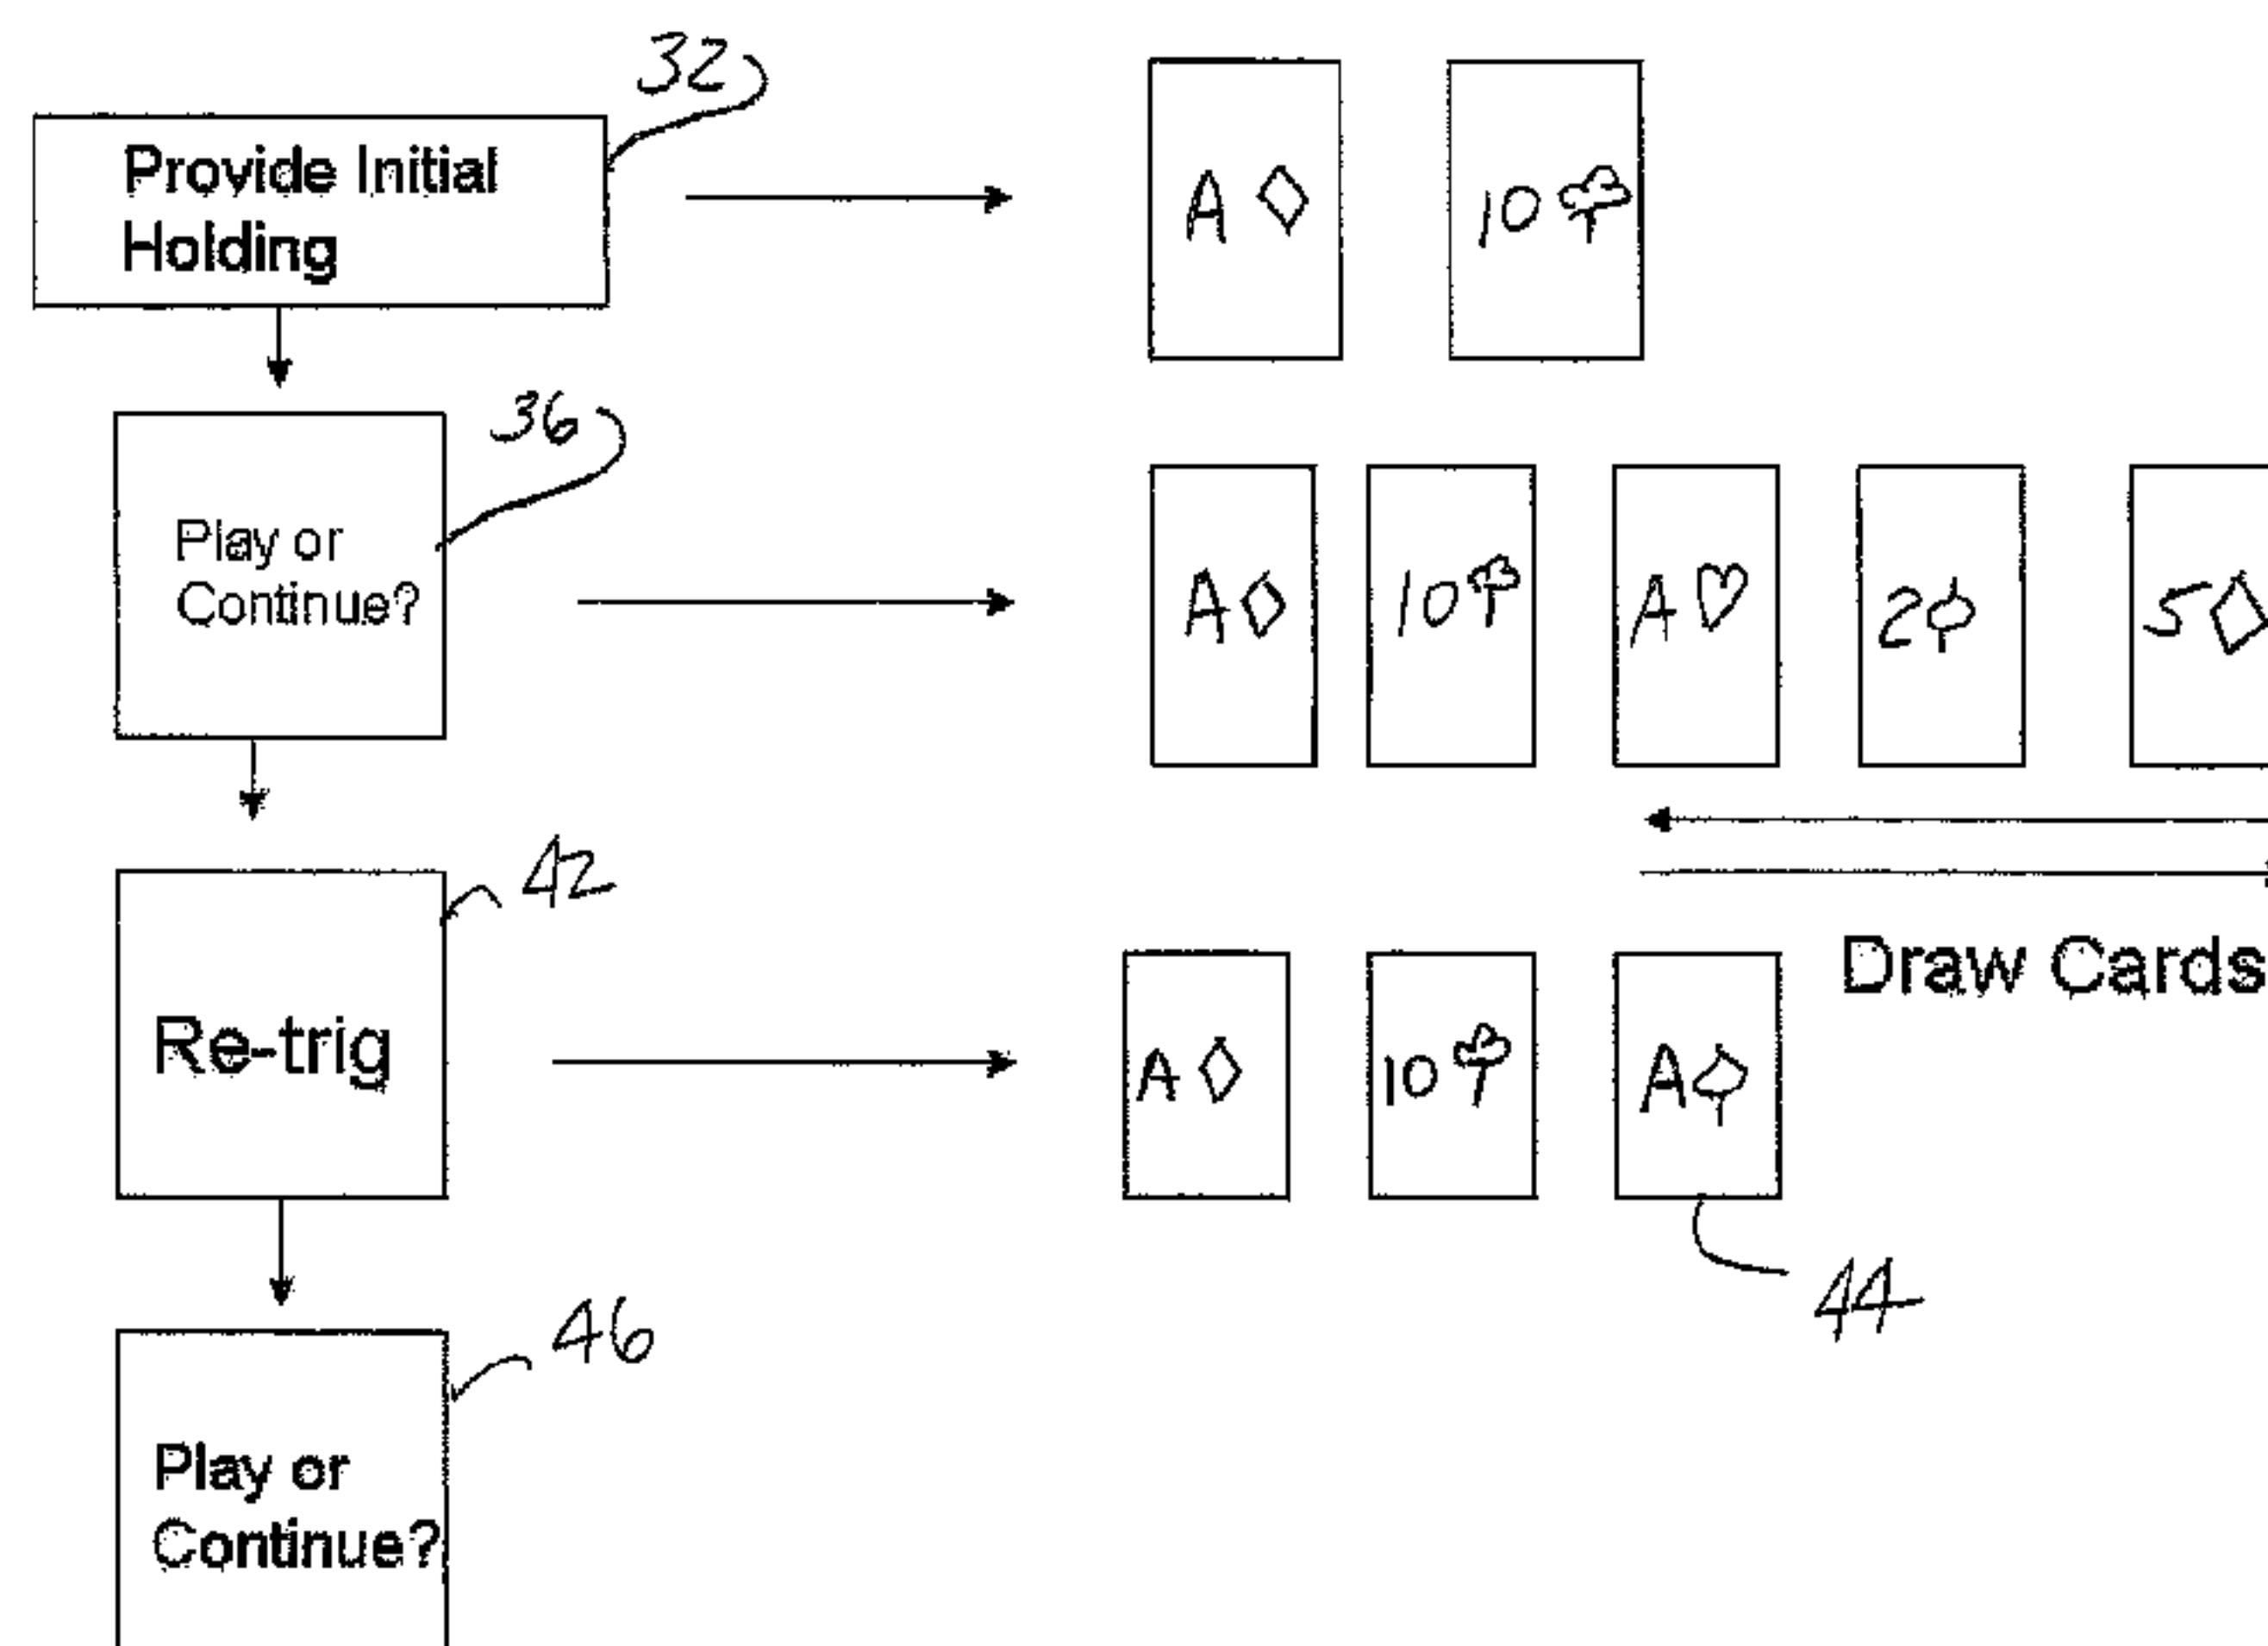 32
Provide Initial
Holding
A ♢ 10 ♧
36
Play or
Continue?
A ♢ 10 ♧ A ♡ 2 ♤ 5 ♢
42
Draw Cards
Re-trig
A ♢ 10 ♧ A ♤
44
46
Play or
Continue?